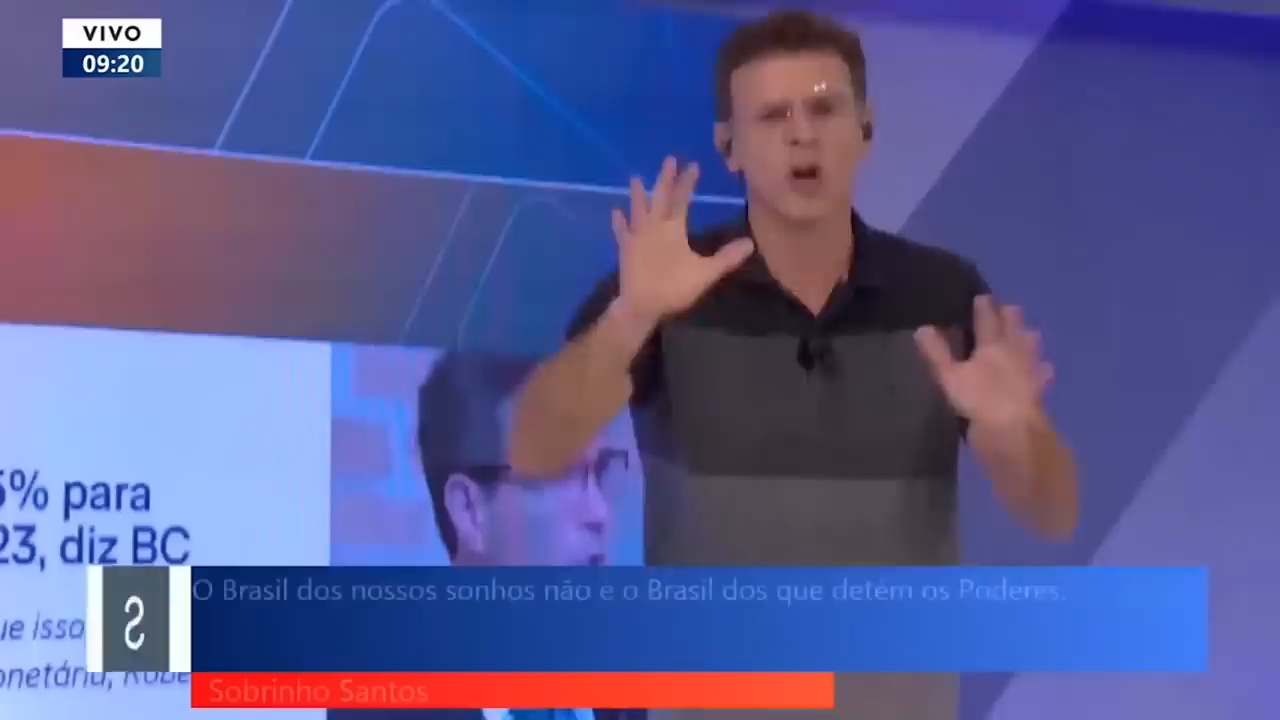 VIVO
09:20
5% para
23, diz BC
ue isso
onetária, Robe
O Brasil dos nossos sonhos não e o Brasil dos que detém os Poderes.
Sobrinho Santos